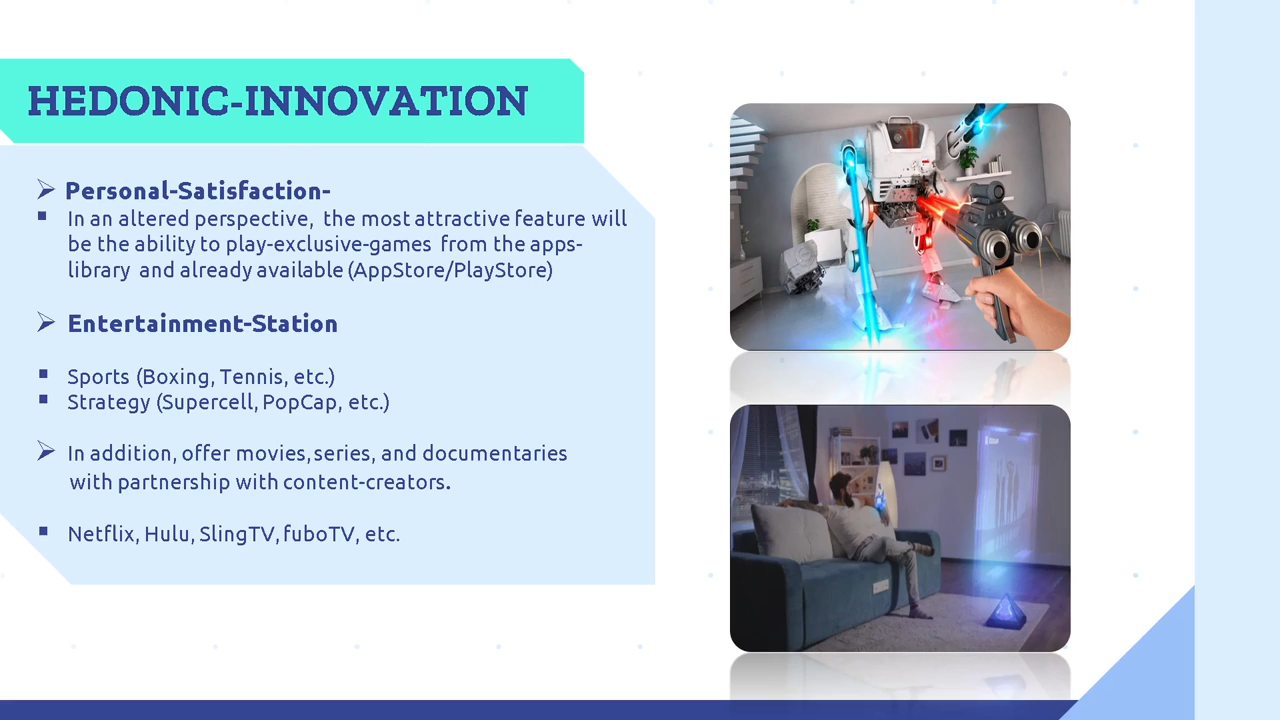 HEDONIC-INNOVATION
➢ Personal-Satisfaction-
▪ In an altered perspective, the most attractive feature will
be the ability to play-exclusive-games from the apps-
library and already available (AppStore/PlayStore)
➢ Entertainment-Station
▪ Sports (Boxing, Tennis, etc.)
▪ Strategy (Supercell, PopCap, etc.)
➢ In addition, offer movies, series, and documentaries
with partnership with content-creators.
▪ Netflix, Hulu, SlingTV, fuboTV, etc.